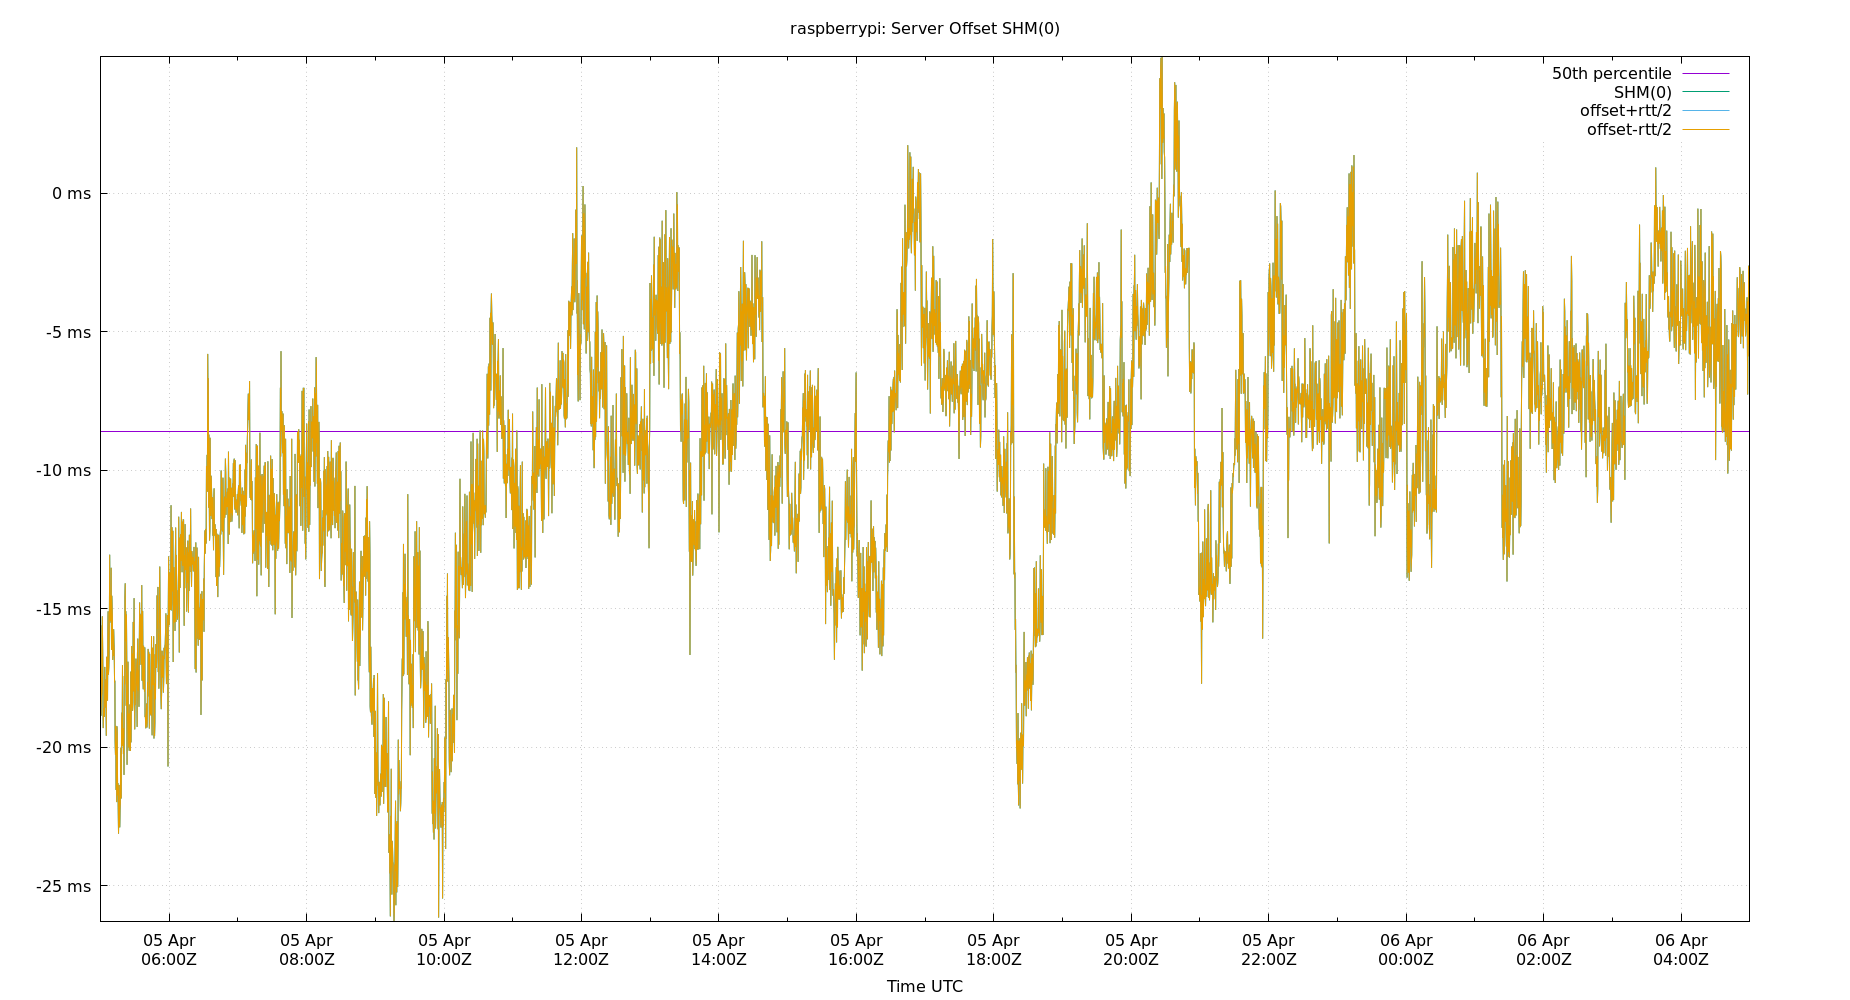 raspberrypi: Server Offset SHM(0)
50th percentile
SHM(0)
offset+rtt/2
offset-rtt/2
0 ms
-5 ms
-10 ms
-15 ms
-20 ms
-25 ms
05 Apr 05 Apr 05 Apr 05 Apr 05 Apr 05 Apr 05 Apr 05 Apr 05 Apr 06 Apr 06 Apr 06 Apr
06:00Z 08:00Z 10:00Z 12:00Z 14:00Z 16:00Z 18:00Z 20:00Z 22:00Z 00:00Z 02:00Z 04:00Z
Time UTC